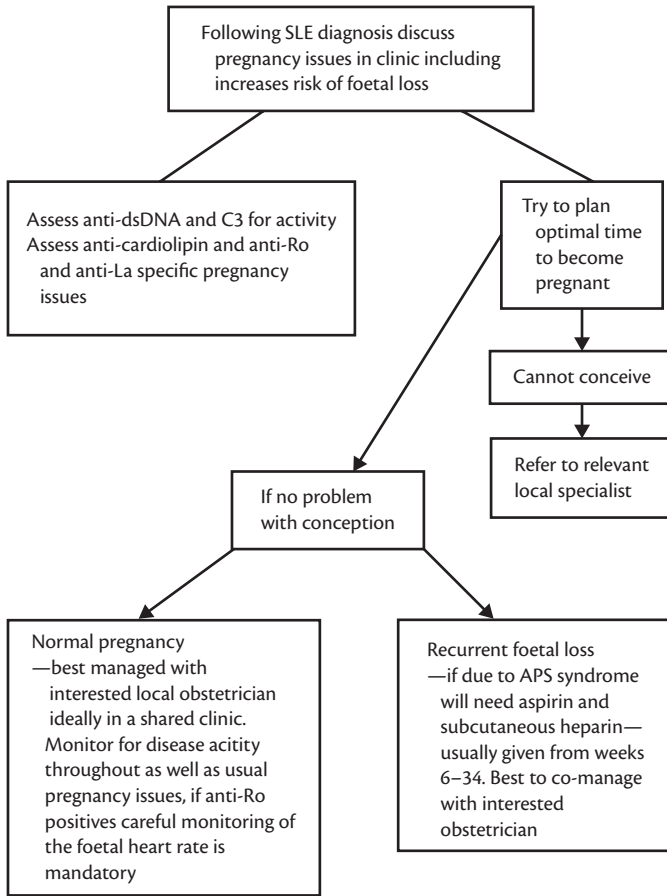 Following SLE diagnosis discuss
pregnancy issues in clinic including
increases risk of foetal loss
Assess anti-dsDNA and C3 for activity
Assess anti-cardiolipin and anti-Ro
and anti-La specific pregnancy
issues
Try to plan
optimal time
to become
pregnant
Cannot conceive
Refer to relevant
local specialist
If no problem
with conception
Normal pregnancy
—best managed with
interested local obstetrician
ideally in a shared clinic.
Monitor for disease acitity
throughout as well as usual
pregnancy issues, if anti-Ro
positives careful monitoring of
the foetal heart rate is
mandatory
Recurrent foetal loss
—if due to APS syndrome
will need aspirin and
subcutaneous heparin—
usually given from weeks
6–34. Best to co-manage
with interested
obstetrician